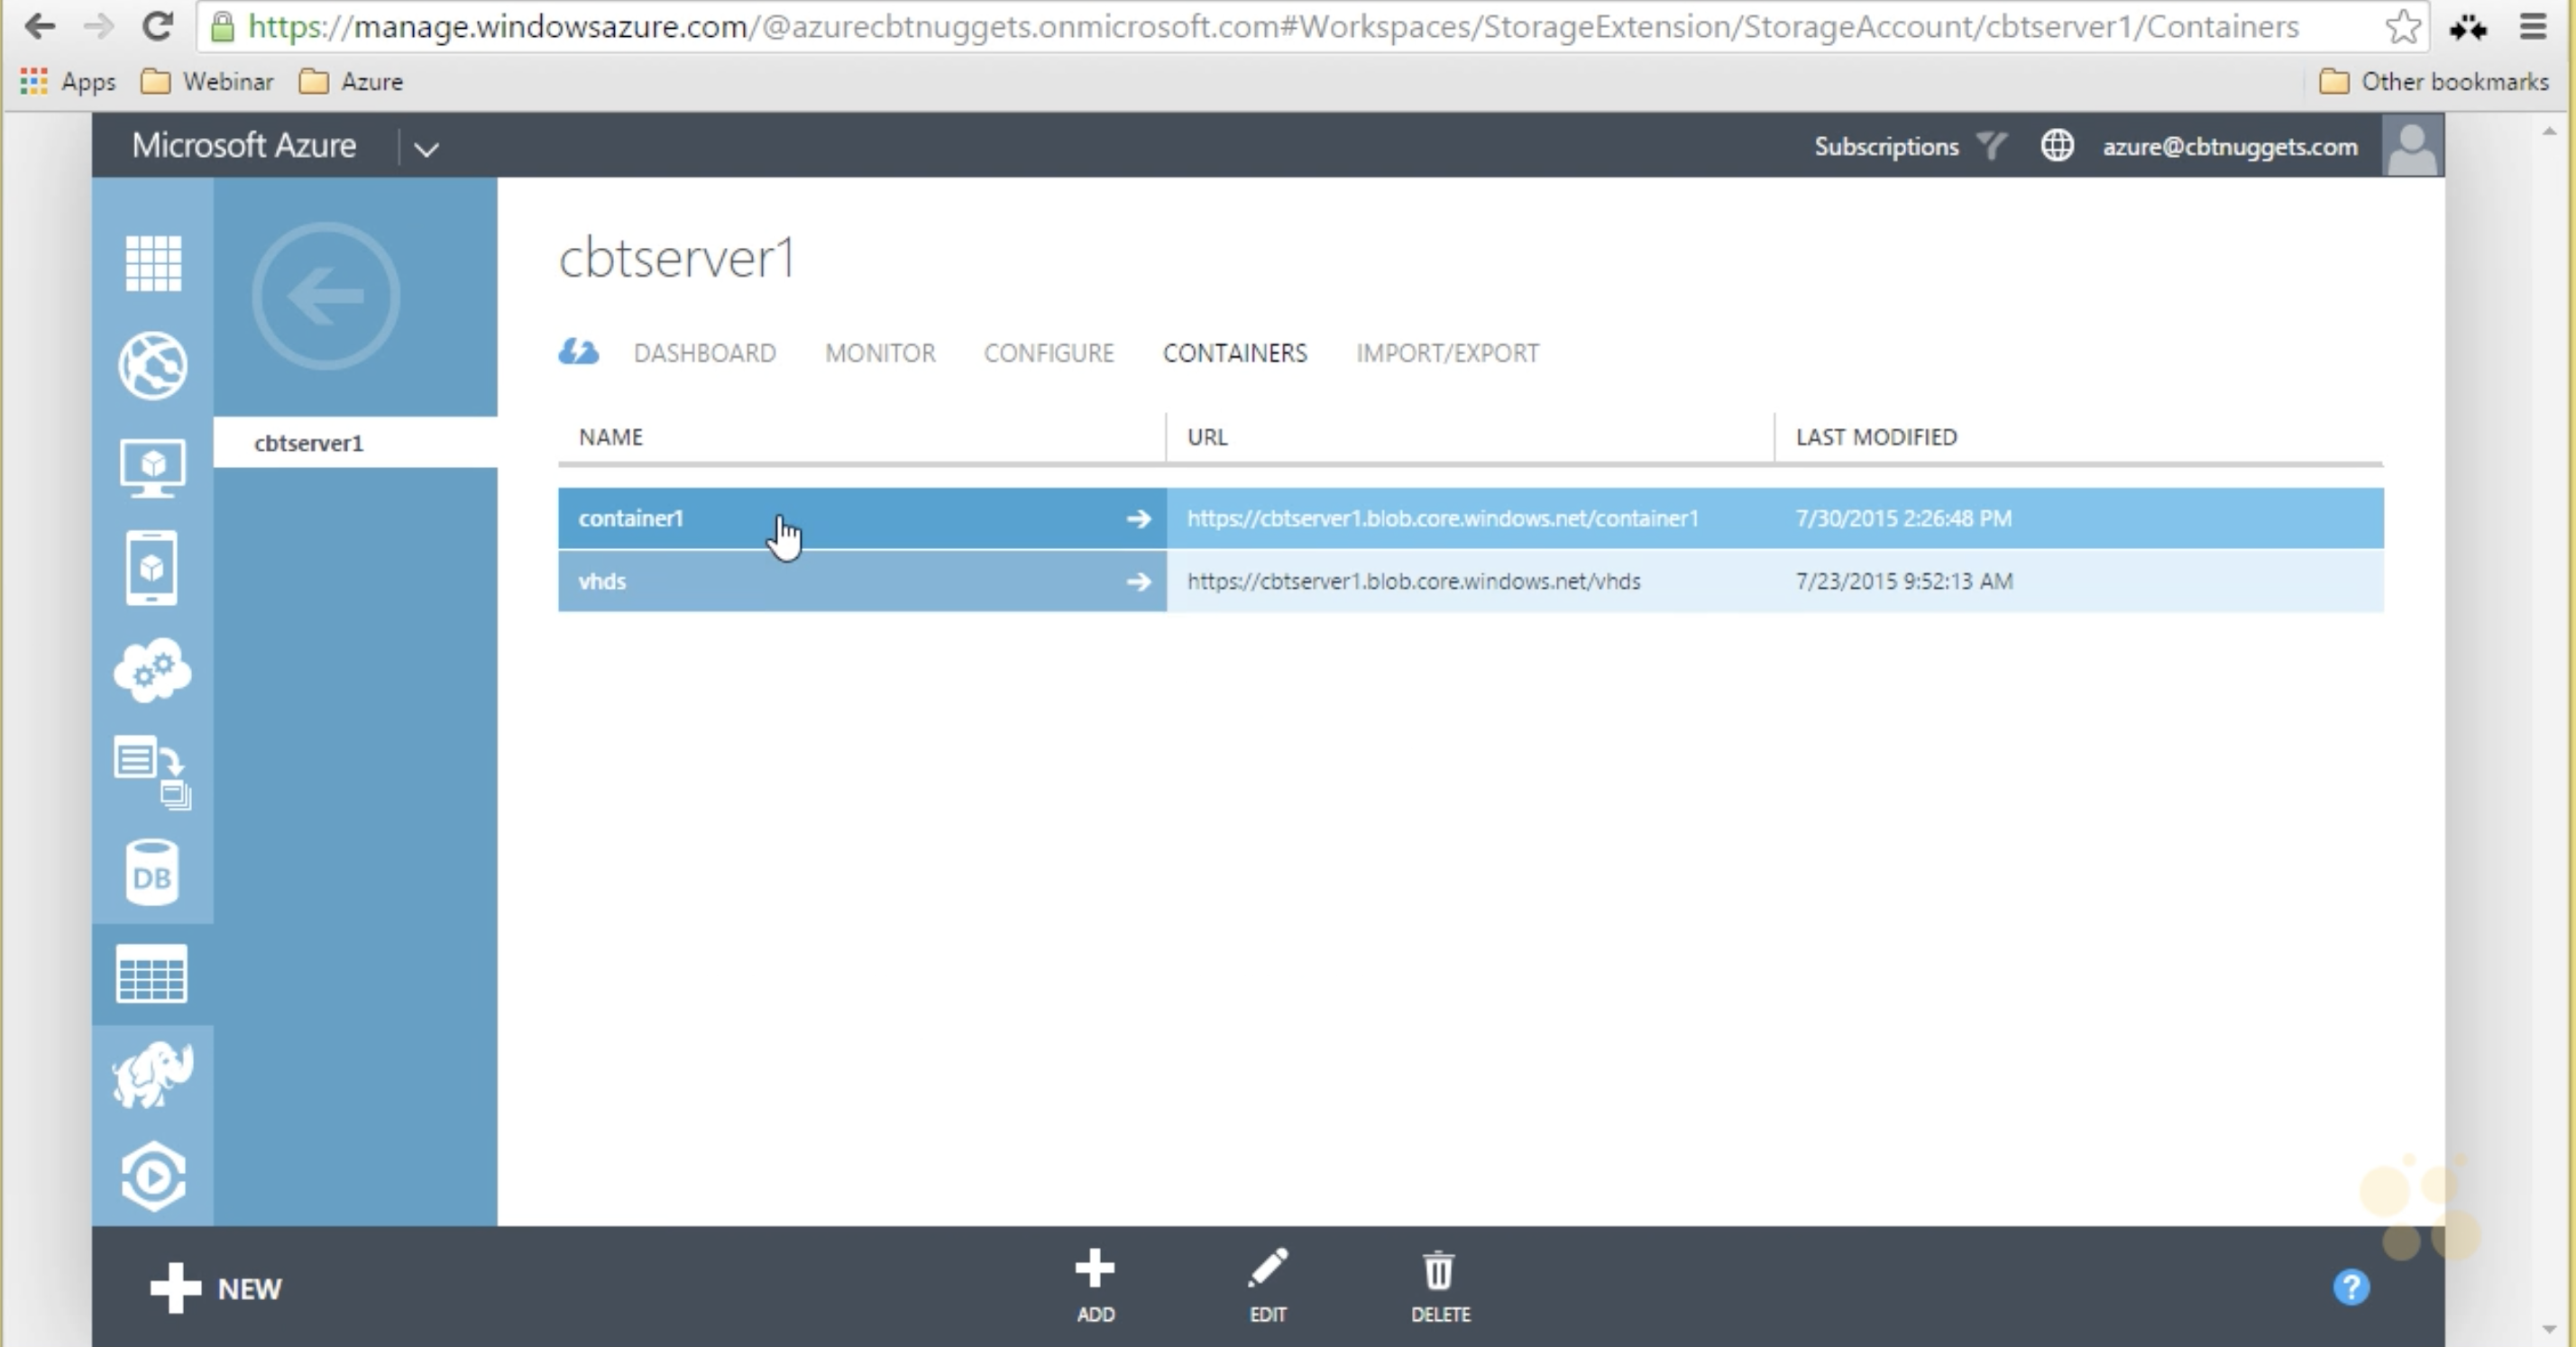 https://manage.windowsazure.com/@azurecbtnuggets.onmicrosoft.com#Workspaces/StorageExtension/StorageAccount/cbtserver1/Containers
Apps Webinar Azure Other bookmarks
Microsoft Azure Subscriptions azure@cbtnuggets.com
cbtserver1
DASHBOARD MONITOR CONFIGURE CONTAINERS IMPORT/EXPORT
cbtserver1
NAME URL LAST MODIFIED
container1 https://cbtserver1.blob.core.windows.net/container1 7/30/2015 2:26:48 PM
vhds https://cbtserver1.blob.core.windows.net/vhds 7/23/2015 9:52:13 AM
DB
NEW
ADD EDIT DELETE ?